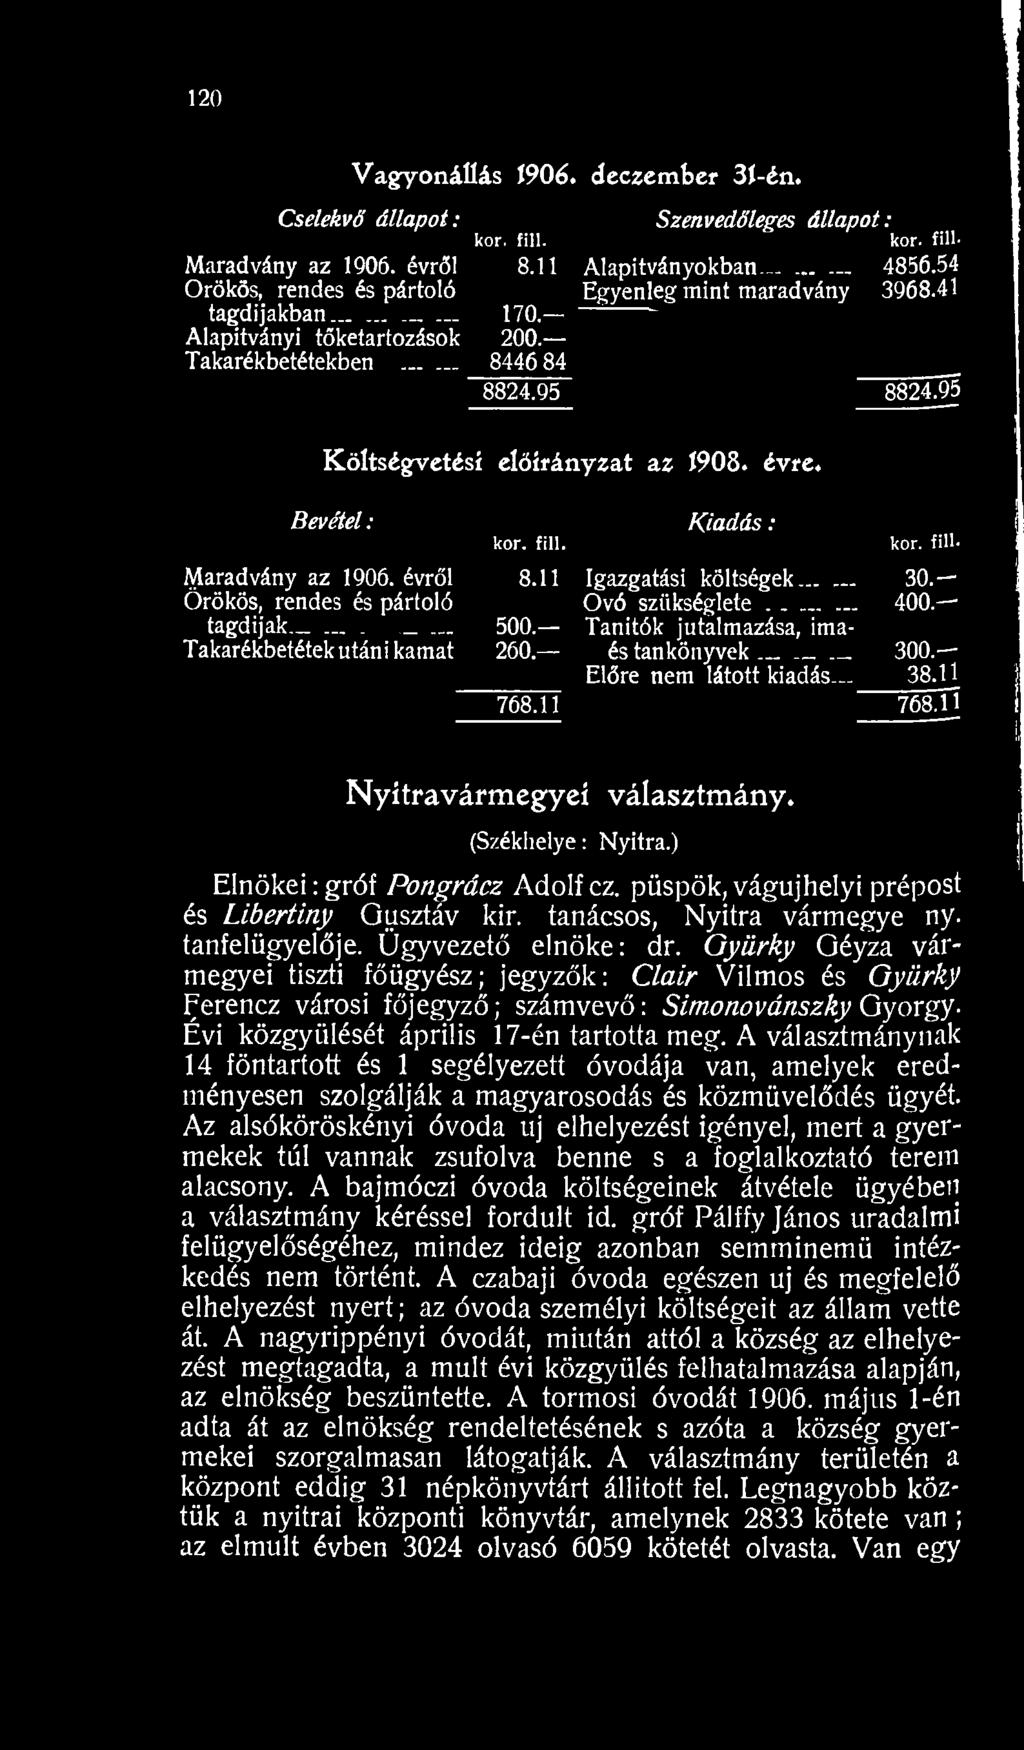 120
Vagyonállás 1906. deczember 31-én.
Cselekvő állapot: Szenvedőleges állapot:
kor. fill. kor. fill.
Maradvány az 1906. évről 8.11 Alapitványokban 4856.54
Orökös, rendes és pártoló Egyenleg mint maradvány 3968.41
tagdijakban 170.—
Alapitványi tőketartozások 200.—
Takarékbetétekben 8446 84
8824.95 8824.95
Költségvetési előirányzat az 1908. évre.
Bevétel: Kiadás:
kor. fill. kor. fill.
Maradvány az 1906. évről 8.11 Igazgatási költségek 30.—
Örökös, rendes és pártoló Ovó szükséglete 400.—
tagdijak 500.— Tanitók jutalmazása, ima-
Takarékbetétek utáni kamat 260.— és tankönyvek 300.—
Előre nem látott kiadás 38.11
768.11 768.11
Nyitravármegyei választmány.
(Székhelye: Nyitra.)
Elnökei: gróf Pongrácz Adolf cz. püspök, vágujhelyi prépost
és Libertiny Gusztáv kir. tanácsos, Nyitra vármegye ny.
tanfelügyelője. Ügyvezető elnöke: dr. Gyürky Géyza vár-
megyei tiszti főügyész; jegyzők: Clair Vilmos és Gyürky
Ferencz városi főjegyző; számvevő: Simonovánszky Gyorgy.
Évi közgyülését április 17-én tartotta meg. A választmánynak
14 föntartott és 1 segélyezett óvodája van, amelyek ered-
ményesen szolgálják a magyarosodás és közmüvelődés ügyét.
Az alsóköröskényi óvoda uj elhelyezést igényel, mert a gyer-
mekek túl vannak zsufolva benne s a foglalkoztató terem
alacsony. A bajmóczi óvoda költségeinek átvétele ügyében
a választmány kéréssel fordult id. gróf Pálffy János uradalmi
felügyelőségéhez, mindez ideig azonban semminemü intéz-
kedés nem történt. A czabaji óvoda egészen uj és megfelelő
elhelyezést nyert; az óvoda személyi költségeit az állam vette
át. A nagyrippényi óvodát, miután attól a község az elhelye-
zést megtagadta, a mult évi közgyülés felhatalmazása alapján,
az elnökség beszüntette. A tormosi óvodát 1906. május 1-én
adta át az elnökség rendeltetésének s azóta a község gyer-
mekei szorgalmasan látogatják. A választmány területén a
központ eddig 31 népkönyvtárt állitott fel. Legnagyobb köz-
tük a nyitrai központi könyvtár, amelynek 2833 kötete van;
az elmult évben 3024 olvasó 6059 kötetét olvasta. Van egy